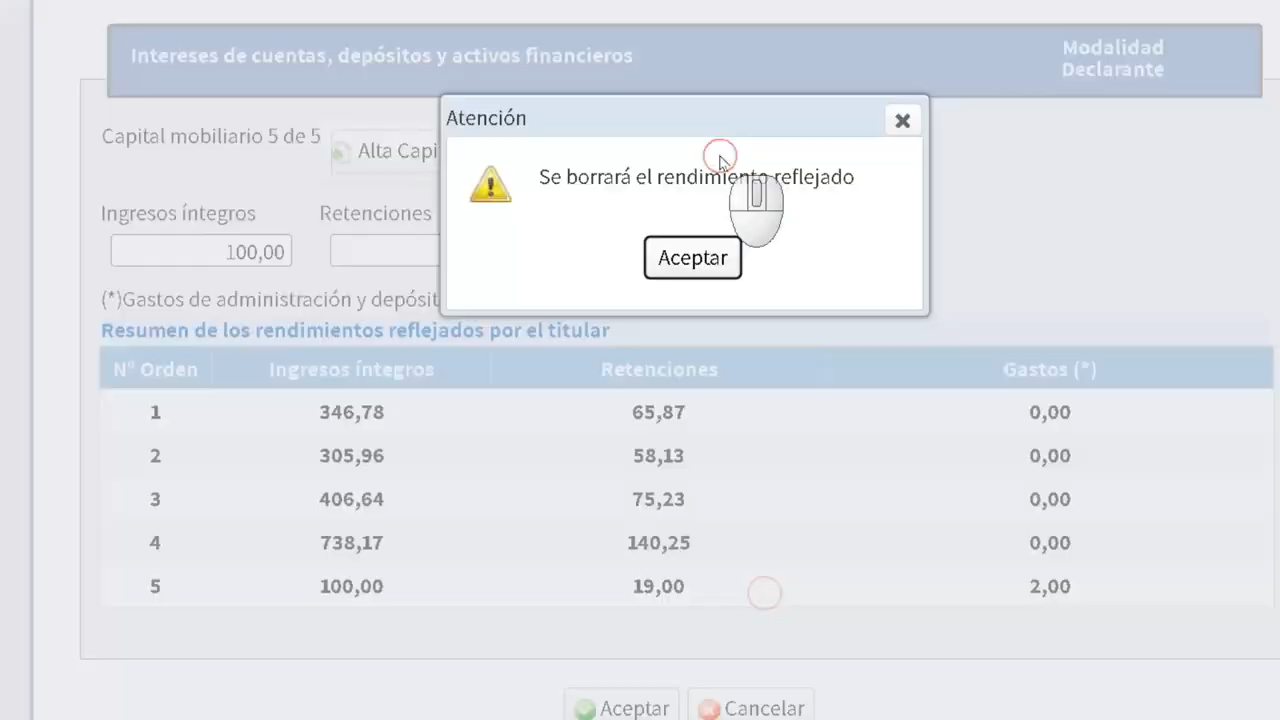 Intereses de cuentas, depósitos y activos financieros
Modalidad
Declarante
Atención
Capital mobiliario 5 de 5
Alta Capi
Se borrará el rendimiento reflejado
Ingresos íntegros
Retenciones
100,00
Aceptar
(*)Gastos de administración y depósit
Resumen de los rendimientos reflejados por el titular
Nº Orden Ingresos íntegros Retenciones Gastos (*)
1 346,78 65,87 0,00
2 305,96 58,13 0,00
3 406,64 75,23 0,00
4 738,17 140,25 0,00
5 100,00 19,00 2,00
Aceptar Cancelar